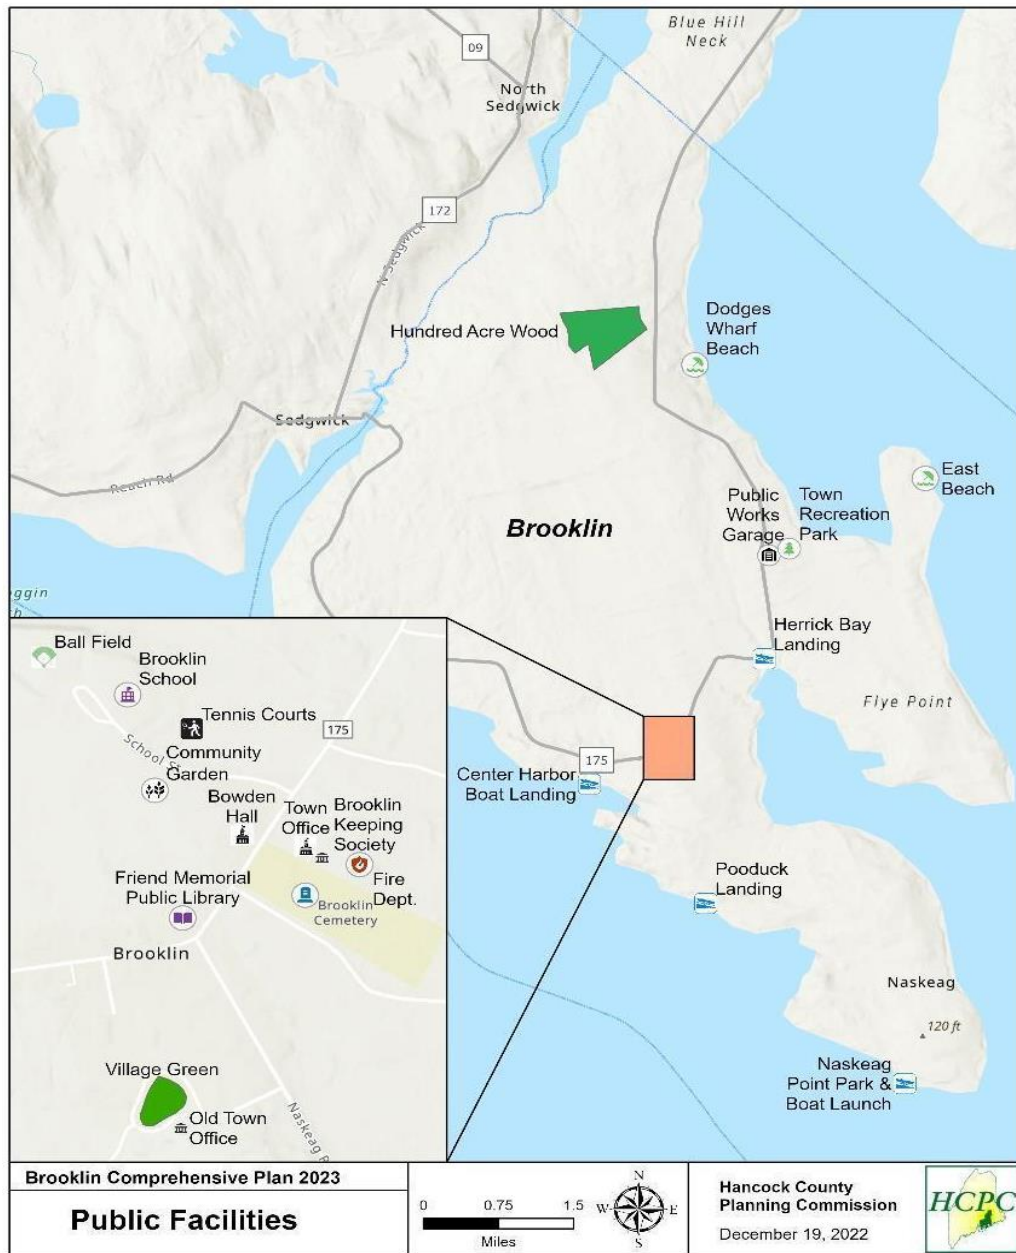 Blue Hill
Neck
09
North
Sedgwick
172
N Sedgwick
Hundred Acre Wood
Dodges
Wharf
Beach
Sedgwick
Reach Rd
East
Beach
Public
Works
Garage
Town
Recreation
Park
Brooklin
Herrick Bay
Landing
Flye Point
175
Center Harbor
Boat Landing
Pooduck
Landing
Naskeag
120 ft
Naskeag
Point Park &
Boat Launch
Ball Field
Brooklin
School
Tennis Courts
175
School St
Community
Garden
Bowden
Hall
Town
Office
Brooklin
Keeping
Society
Fire
Dept.
Friend Memorial
Public Library
Brooklin
Cemetery
Brooklin
Village Green
Old Town
Office
Naskeag
Brooklin Comprehensive Plan 2023
Public Facilities
0 0.75 1.5
Miles
N
W E
S
Hancock County
Planning Commission
December 19, 2022
HCPC